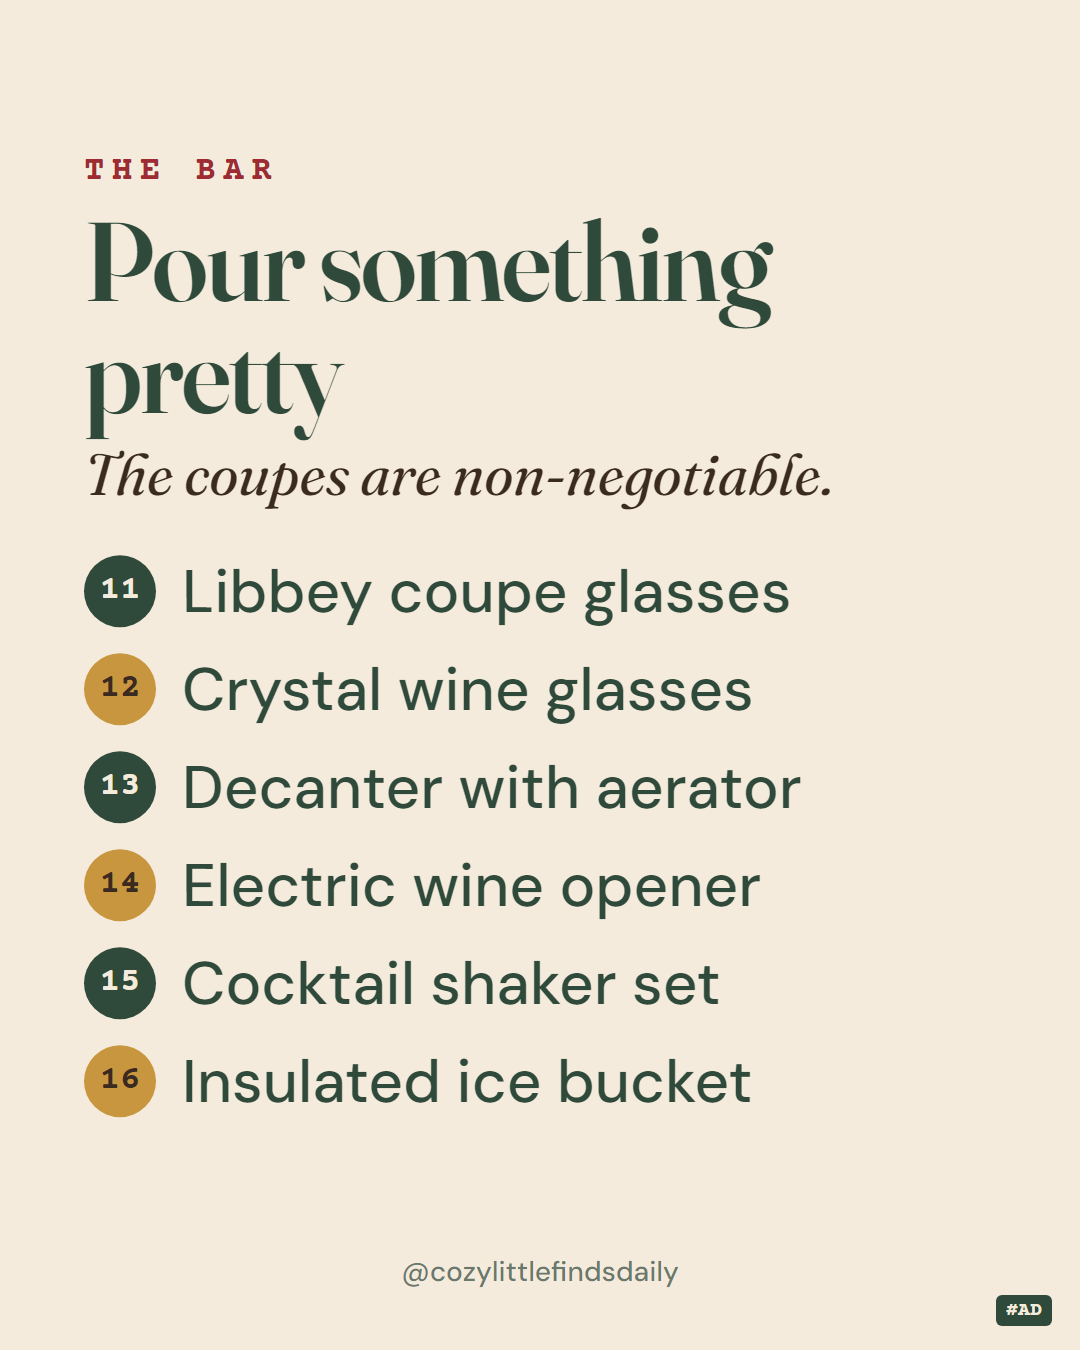 THE BAR
Pour something
pretty
The coupes are non-negotiable.
11 Libbey coupe glasses
12 Crystal wine glasses
13 Decanter with aerator
14 Electric wine opener
15 Cocktail shaker set
16 Insulated ice bucket
@cozylittlefindsdaily
#AD